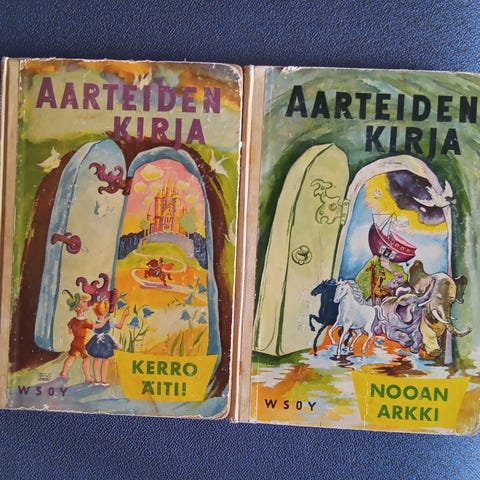 AARTEIDEN
KIRJA
KERRO
ÄITI!
WSOY
AARTEIDEN
KIRJA
NOOAN
ARKKI
WSOY